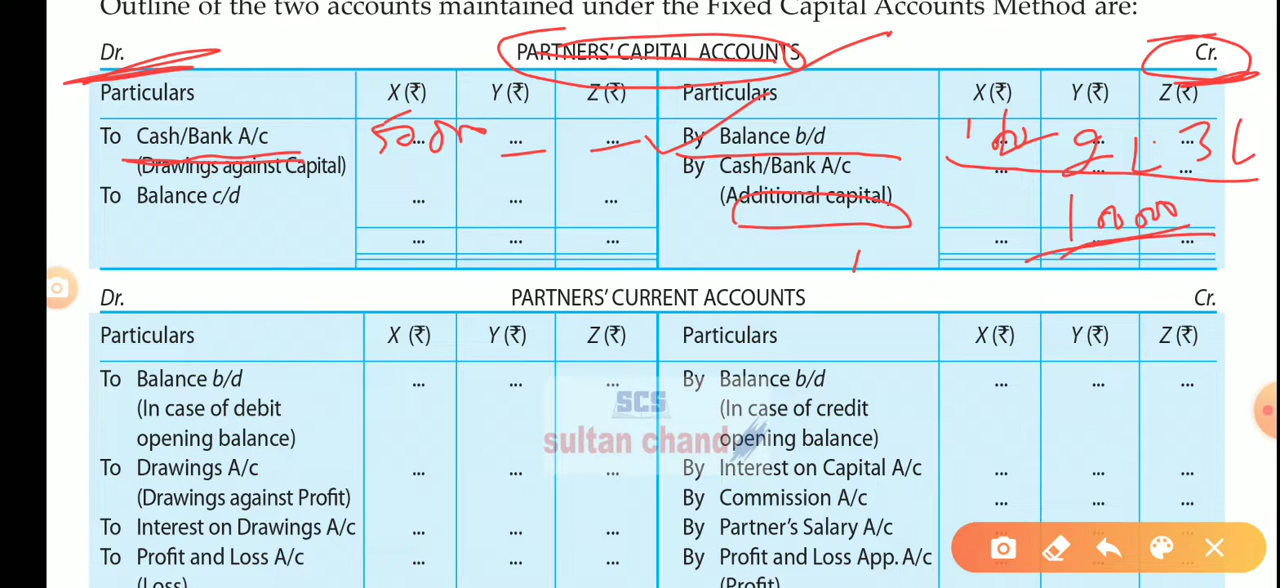 Outline of the two accounts maintained under the Fixed Capital Accounts Method are:
Dr. PARTNERS' CAPITAL ACCOUNTS Cr.
Particulars X (₹) Y (₹) Z (₹) Particulars X (₹) Y (₹) Z (₹)
To Cash/Bank A/c ... ... ... By Balance b/d ... ... ... 3 L
(Drawings against Capital) By Cash/Bank A/c ... ... ...
To Balance c/d ... ... ... (Additional capital) 100000
... ... ... ... ... ...
Dr. PARTNERS' CURRENT ACCOUNTS Cr.
Particulars X (₹) Y (₹) Z (₹) Particulars X (₹) Y (₹) Z (₹)
To Balance b/d ... ... ... By Balance b/d ... ... ...
(In case of debit (In case of credit
opening balance) opening balance)
SCS
sultan chand
To Drawings A/c ... ... ... By Interest on Capital A/c ... ... ...
(Drawings against Profit) By Commission A/c ... ... ...
To Interest on Drawings A/c ... ... ... By Partner's Salary A/c ... ... ...
To Profit and Loss A/c ... ... ... By Profit and Loss App. A/c
(Loss) (Profit)